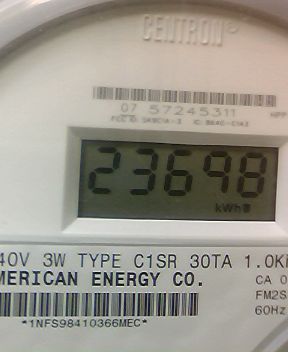 CENTRON®
07 57245311
HPP
23698
kWh
40V 3W TYPE C1SR 30TA 1.0K
MERICAN ENERGY CO.
CA 0
FM2S
60Hz
*1NFS98410366MEC*